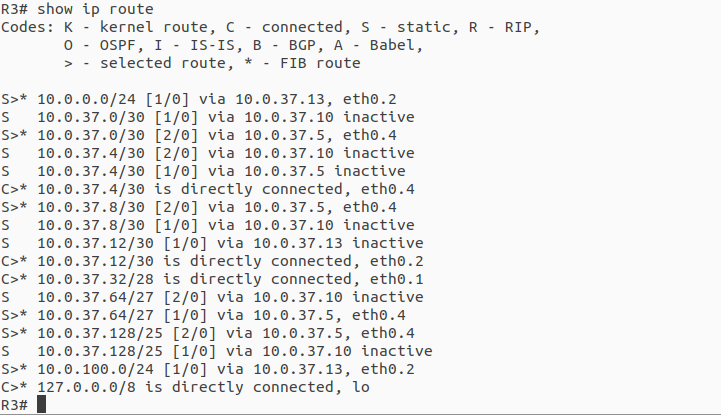 R3# show ip route
Codes: K - kernel route, C - connected, S - static, R - RIP,
       O - OSPF, I - IS-IS, B - BGP, A - Babel,
       > - selected route, * - FIB route

S>* 10.0.0.0/24 [1/0] via 10.0.37.13, eth0.2
S   10.0.37.0/30 [1/0] via 10.0.37.10 inactive
S>* 10.0.37.0/30 [2/0] via 10.0.37.5, eth0.4
S   10.0.37.4/30 [2/0] via 10.0.37.10 inactive
S   10.0.37.4/30 [1/0] via 10.0.37.5 inactive
C>* 10.0.37.4/30 is directly connected, eth0.4
S>* 10.0.37.8/30 [2/0] via 10.0.37.5, eth0.4
S   10.0.37.8/30 [1/0] via 10.0.37.10 inactive
S   10.0.37.12/30 [1/0] via 10.0.37.13 inactive
C>* 10.0.37.12/30 is directly connected, eth0.2
C>* 10.0.37.32/28 is directly connected, eth0.1
S   10.0.37.64/27 [2/0] via 10.0.37.10 inactive
S>* 10.0.37.64/27 [1/0] via 10.0.37.5, eth0.4
S>* 10.0.37.128/25 [2/0] via 10.0.37.5, eth0.4
S   10.0.37.128/25 [1/0] via 10.0.37.10 inactive
S>* 10.0.100.0/24 [1/0] via 10.0.37.13, eth0.2
C>* 127.0.0.0/8 is directly connected, lo
R3#